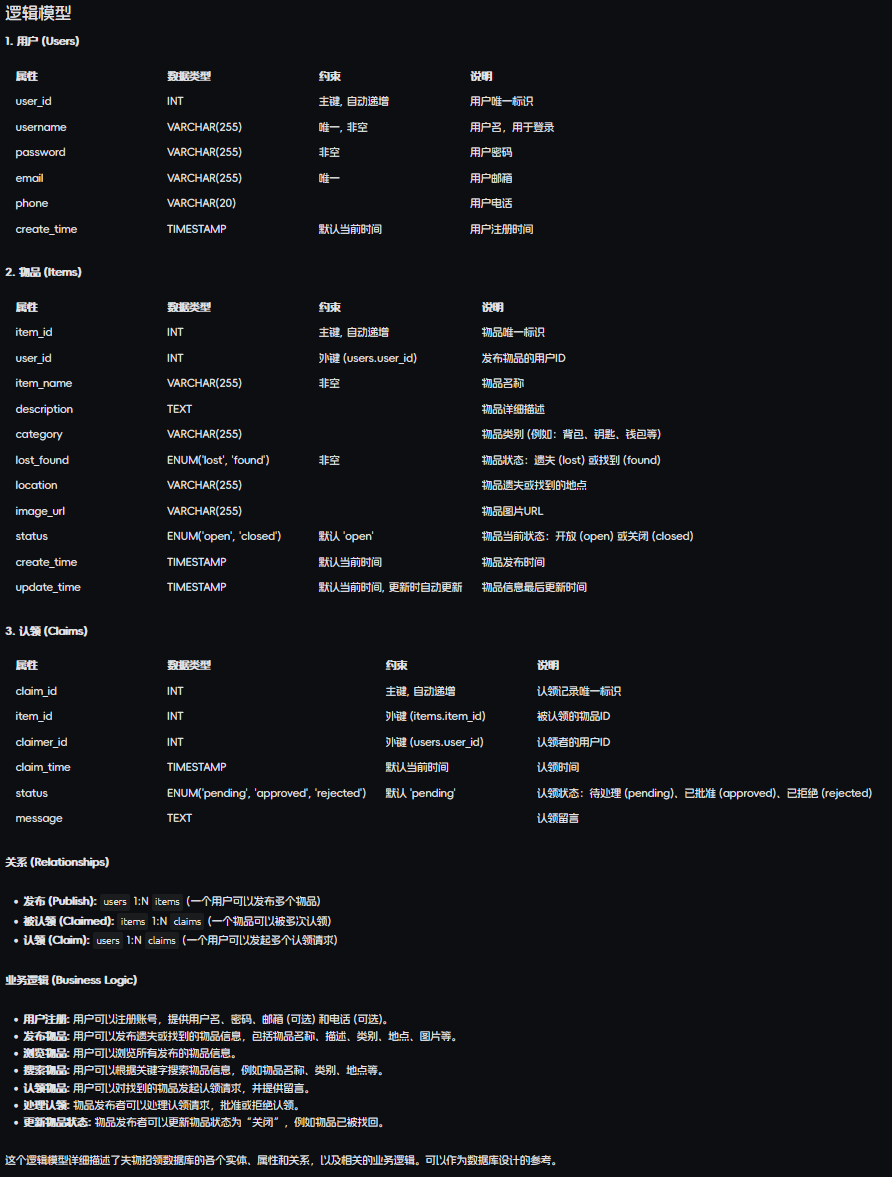 逻辑模型
1. 用户 (Users)
属性 数据类型 约束 说明
user_id INT 主键, 自动递增 用户唯一标识
username VARCHAR(255) 唯一, 非空 用户名，用于登录
password VARCHAR(255) 非空 用户密码
email VARCHAR(255) 唯一 用户邮箱
phone VARCHAR(20) 用户电话
create_time TIMESTAMP 默认当前时间 用户注册时间
2. 物品 (Items)
属性 数据类型 约束 说明
item_id INT 主键, 自动递增 物品唯一标识
user_id INT 外键 (users.user_id) 发布物品的用户ID
item_name VARCHAR(255) 非空 物品名称
description TEXT 物品详细描述
category VARCHAR(255) 物品类别 (例如：背包、钥匙、钱包等)
lost_found ENUM('lost', 'found') 非空 物品状态：遗失 (lost) 或找到 (found)
location VARCHAR(255) 物品遗失或找到的地点
image_url VARCHAR(255) 物品图片URL
status ENUM('open', 'closed') 默认 'open' 物品当前状态：开放 (open) 或关闭 (closed)
create_time TIMESTAMP 默认当前时间 物品发布时间
update_time TIMESTAMP 默认当前时间, 更新时自动更新 物品信息最后更新时间
3. 认领 (Claims)
属性 数据类型 约束 说明
claim_id INT 主键, 自动递增 认领记录唯一标识
item_id INT 外键 (items.item_id) 被认领的物品ID
claimer_id INT 外键 (users.user_id) 认领者的用户ID
claim_time TIMESTAMP 默认当前时间 认领时间
status ENUM('pending', 'approved', 'rejected') 默认 'pending' 认领状态：待处理 (pending)、已批准 (approved)、已拒绝 (rejected)
message TEXT 认领留言
关系 (Relationships)
• 发布 (Publish): users 1:N items (一个用户可以发布多个物品)
• 被认领 (Claimed): items 1:N claims (一个物品可以被多次认领)
• 认领 (Claim): users 1:N claims (一个用户可以发起多个认领请求)
业务逻辑 (Business Logic)
• 用户注册: 用户可以注册账号，提供用户名、密码、邮箱 (可选) 和电话 (可选)。
• 发布物品: 用户可以发布遗失或找到的物品信息，包括物品名称、描述、类别、地点、图片等。
• 浏览物品: 用户可以浏览所有发布的物品信息。
• 搜索物品: 用户可以根据关键字搜索物品信息，例如物品名称、类别、地点等。
• 认领物品: 用户可以对找到的物品发起认领请求，并提供留言。
• 处理认领: 物品发布者可以处理认领请求，批准或拒绝认领。
• 更新物品状态: 物品发布者可以更新物品状态为“关闭”，例如物品已被找回。
这个逻辑模型详细描述了失物招领数据库的各个实体、属性和关系，以及相关的业务逻辑。可以作为数据库设计的参考。